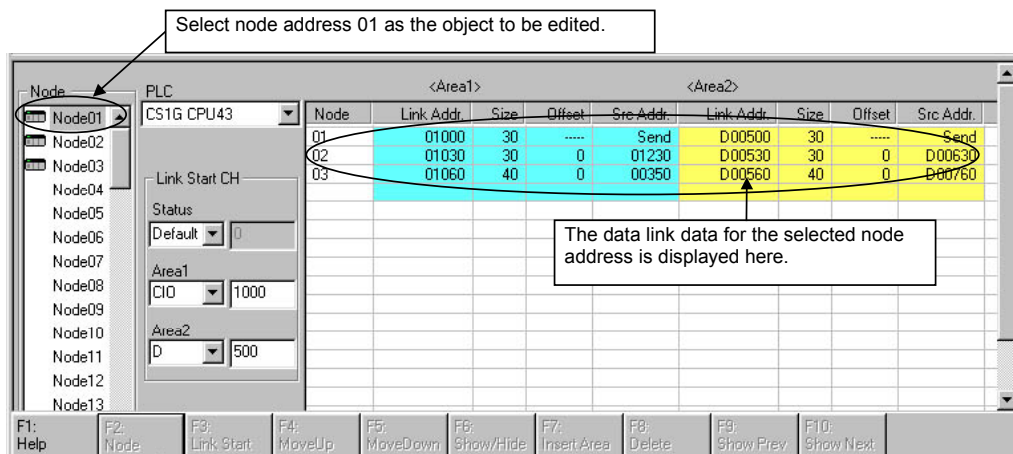 Select node address 01 as the object to be edited.
<Area1> <Area2>
Node PLC
Node01 CS1G CPU43
Node Link Addr. Size Offset Src Addr. Link Addr. Size Offset Src Addr.
01 01000 30 ----- Send D00500 30 ----- Send
02 01030 30 0 01230 D00530 30 0 D00630
03 01060 40 0 00350 D00560 40 0 D00760
Node02
Node03
Node04
Node05
Node06
Node07
Node08
Node09
Node10
Node11
Node12
Node13
Link Start CH
Status
Default 0
Area1
CIO 1000
Area2
D 500
The data link data for the selected node
address is displayed here.
F1: F2: F3: F4: F5: F6: F7: F8: F9: F10:
Help Node Link Start MoveUp MoveDown Show/Hide Insert Area Delete Show Prev Show Next